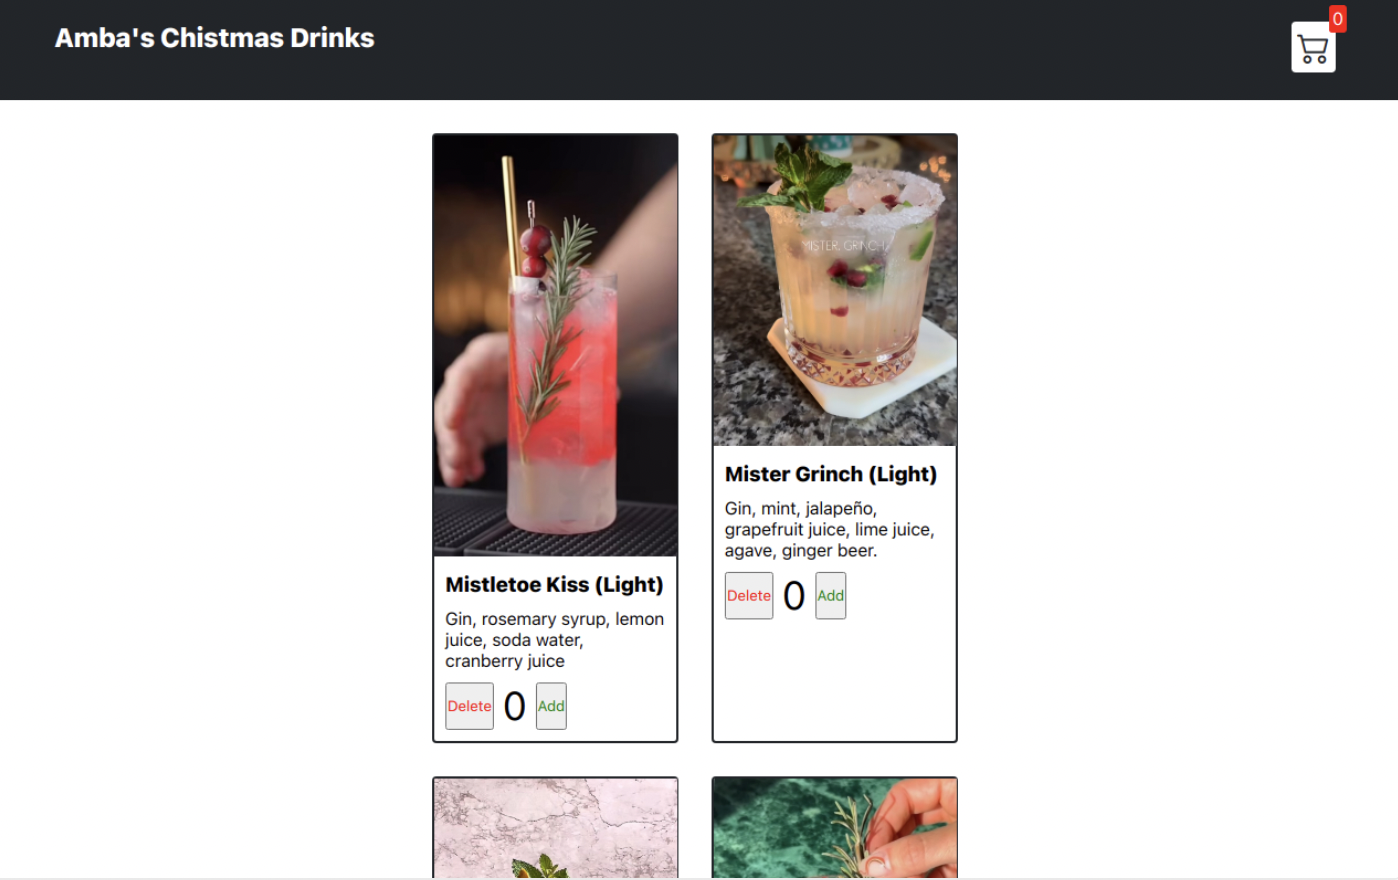 Amba's Chistmas Drinks
0
MISTER, GRINCH,
Mister Grinch (Light)
Gin, mint, jalapeño,
grapefruit juice, lime juice,
agave, ginger beer.
Delete 0 Add
Mistletoe Kiss (Light)
Gin, rosemary syrup, lemon
juice, soda water,
cranberry juice
Delete 0 Add